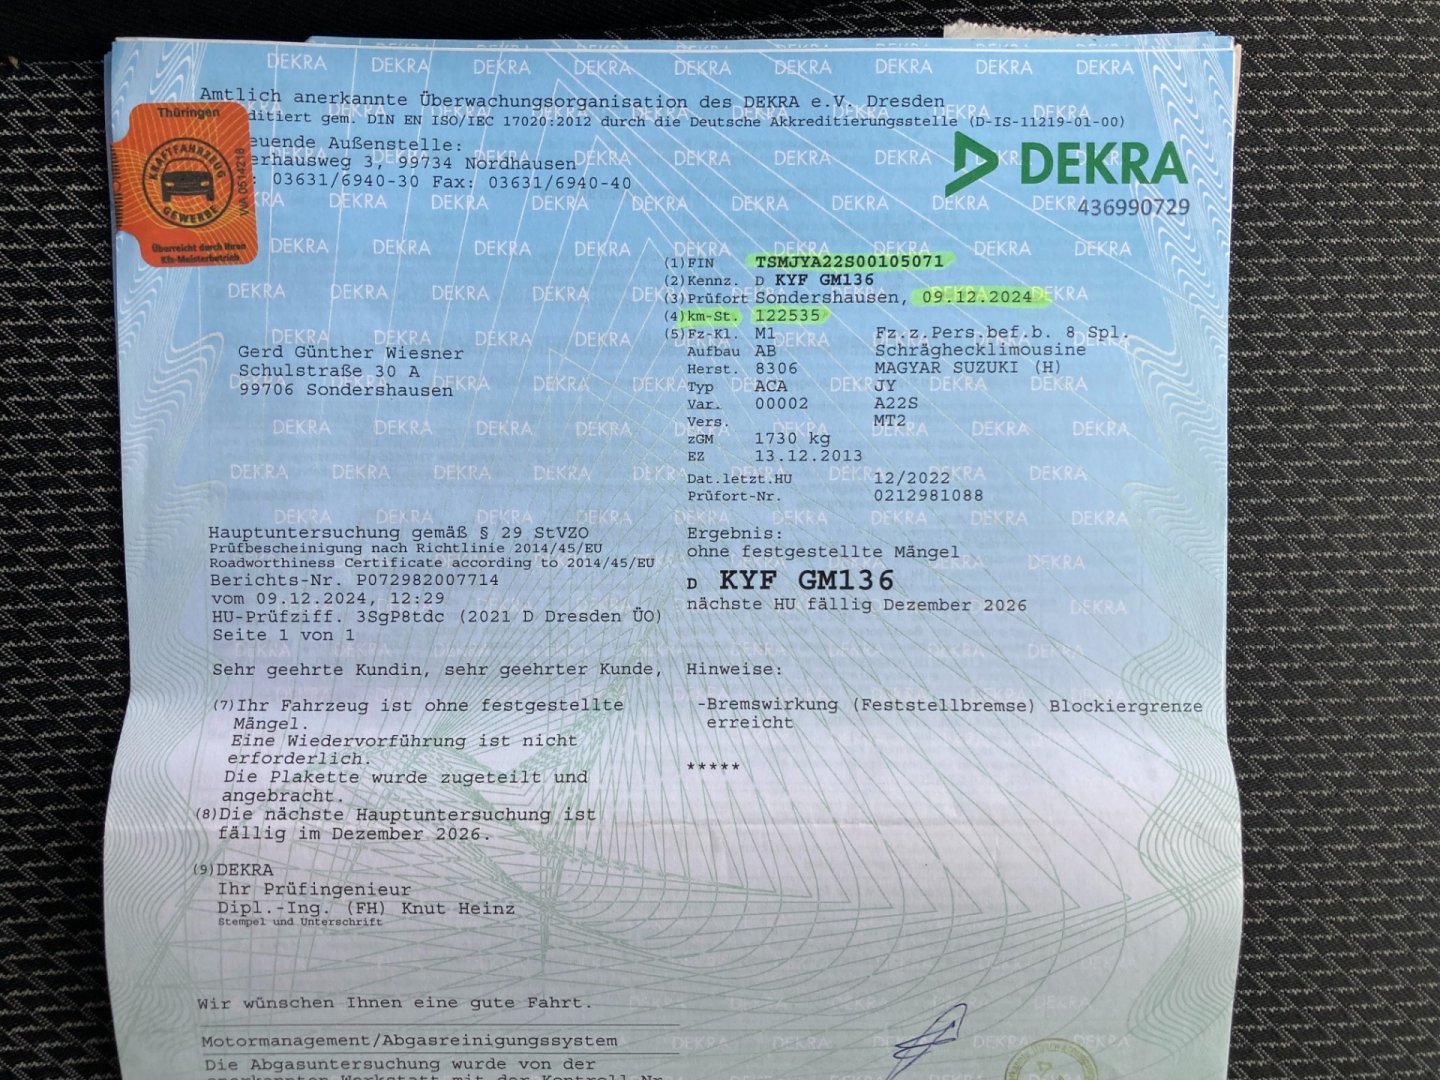 Amtlich anerkannte Überwachungsorganisation des DEKRA e.V. Dresden
ditiert gem. DIN EN ISO/IEC 17020:2012 durch die Deutsche Akkreditierungsstelle (D-IS-11219-01-00)
euende Außenstelle:
erhausweg 3, 99734 Nordhausen
: 03631/6940-30 Fax: 03631/6940-40
Thüringen
KRAFTFAHRZEUG
GEWERBE
Überreicht durch Ihren
Kfz-Meisterbetrieb
DEKRA
436990729
(1) FIN TSMJYA22S00105071
(2) Kennz. D KYF GM136
(3) Prüfort Sondershausen, 09.12.2024
(4) km-St. 122535
(5) Fz-Kl. M1 Fz.z.Pers.bef.b. 8 Spl.
Aufbau AB Schräghecklimousine
Herst. 8306 MAGYAR SUZUKI (H)
Typ ACA JY
Var. 00002 A22S
Vers. MT2
zGM 1730 kg
EZ 13.12.2013
Dat.letzt.HU 12/2022
Prüfort-Nr. 0212981088
Gerd Günther Wiesner
Schulstraße 30 A
99706 Sondershausen
Hauptuntersuchung gemäß § 29 StVZO
Prüfbescheinigung nach Richtlinie 2014/45/EU
Roadworthiness Certificate according to 2014/45/EU
Berichts-Nr. P072982007714
vom 09.12.2024, 12:29
HU-Prüfziff. 3SgP8tdc (2021 D Dresden ÜO)
Seite 1 von 1
Ergebnis:
ohne festgestellte Mängel
D KYF GM136
nächste HU fällig Dezember 2026
Sehr geehrte Kundin, sehr geehrter Kunde,
(7) Ihr Fahrzeug ist ohne festgestellte
Mängel.
Eine Wiedervorführung ist nicht
erforderlich.
Die Plakette wurde zugeteilt und
angebracht.
(8) Die nächste Hauptuntersuchung ist
fällig im Dezember 2026.
(9) DEKRA
Ihr Prüfingenieur
Dipl.-Ing. (FH) Knut Heinz
Stempel und Unterschrift
Hinweise:
-Bremswirkung (Feststellbremse) Blockiergrenze
erreicht
*****
Wir wünschen Ihnen eine gute Fahrt.
Motormanagement/Abgasreinigungssystem
Die Abgasuntersuchung wurde von der
anerkannten Werkstatt mit der Kontroll-Nr.